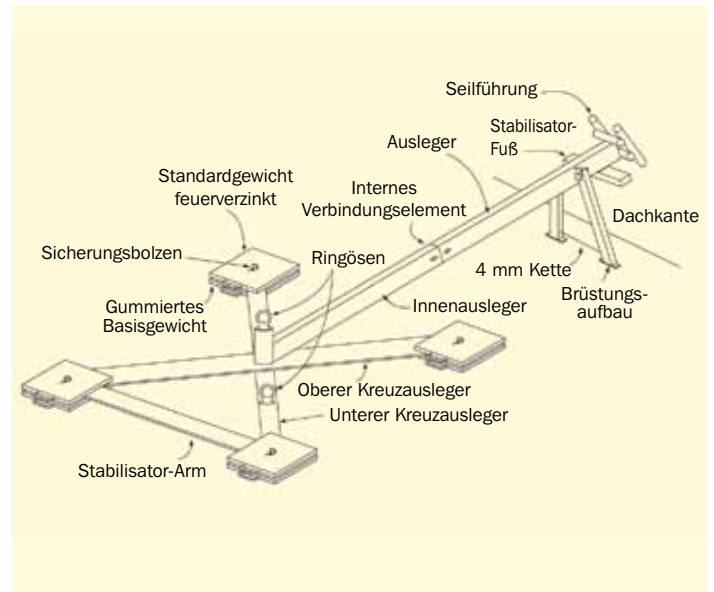 Seilführung
Stabilisator-
Fuß
Ausleger
Standardgewicht
feuerverzinkt
Internes
Verbindungselement
Dachkante
Sicherungsbolzen
Ringösen
4 mm Kette
Gummiertes
Basisgewicht
Innenausleger
Brüstungs-
aufbau
Oberer Kreuzausleger
Unterer Kreuzausleger
Stabilisator-Arm